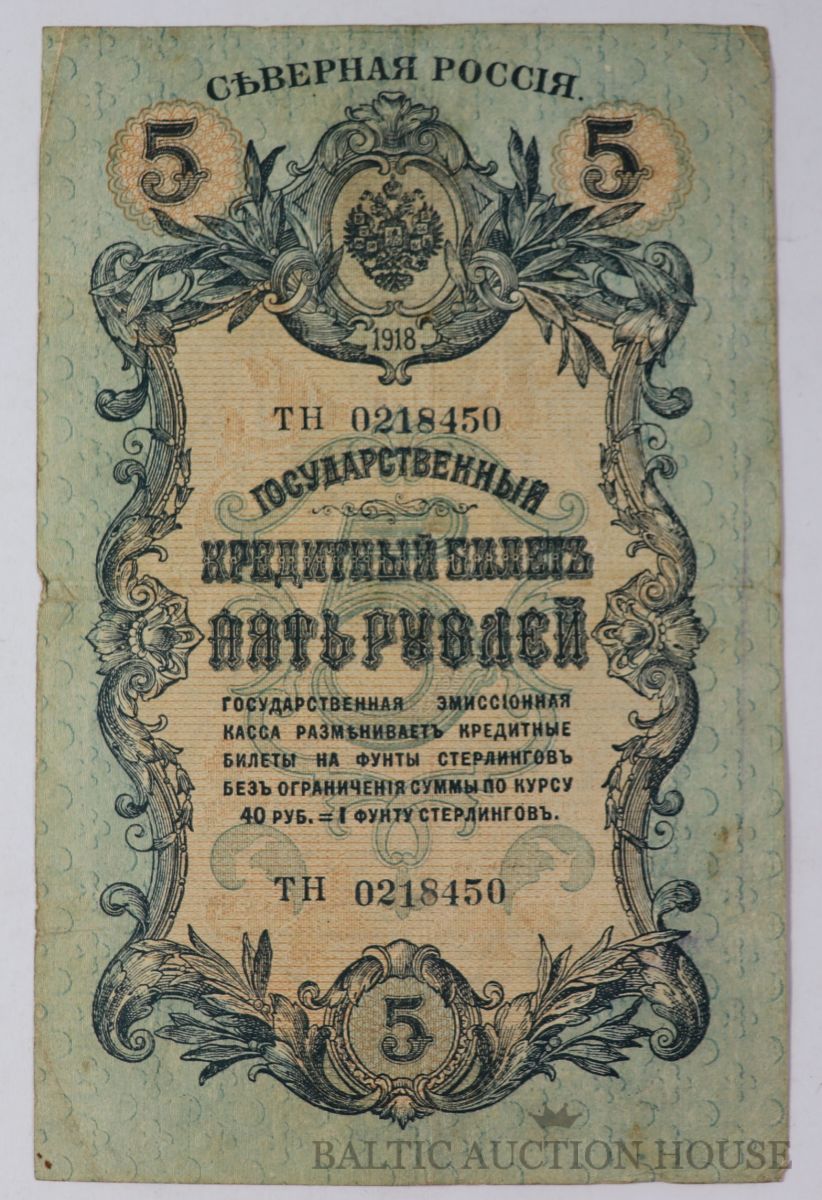 СѢВЕРНАЯ РОССІЯ.
5 5
1918
ТН 0218450
ГОСУДАРСТВЕННЫЙ
КРЕДИТНЫЙ БИЛЕТЪ
ПЯТЬ РУБЛЕЙ
ГОСУДАРСТВЕННАЯ ЭМИССІОННАЯ
КАССА РАЗМѢНИВАЕТЪ КРЕДИТНЫЕ
БИЛЕТЫ НА ФУНТЫ СТЕРЛИНГОВЪ
БЕЗЪ ОГРАНИЧЕНІЯ СУММЫ ПО КУРСУ
40 РУБ. = I ФУНТУ СТЕРЛИНГОВЪ.
ТН 0218450
5
BALTIC AUCTION HOUSE